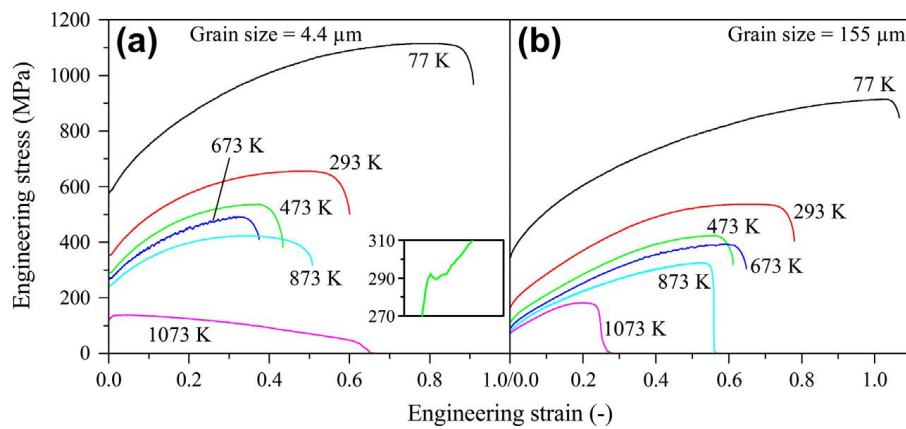 (a)
Grain size = 4.4 µm
(b)
Grain size = 155 µm
1200
1000
800
600
400
200
0
Engineering stress (MPa)
77 K
673 K
293 K
473 K
873 K
1073 K
310
290
270
77 K
293 K
473 K
673 K
873 K
1073 K
0.0
0.2
0.4
0.6
0.8
1.0
0.0
0.2
0.4
0.6
0.8
1.0
Engineering strain (-)